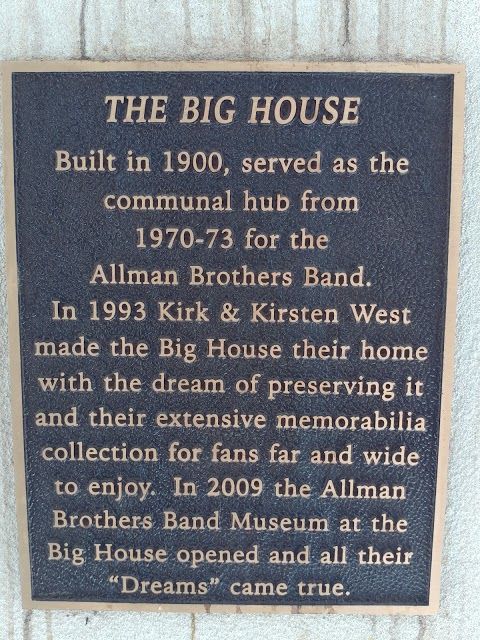 THE BIG HOUSE
Built in 1900, served as the
communal hub from
1970-73 for the
Allman Brothers Band.
In 1993 Kirk & Kirsten West
made the Big House their home
with the dream of preserving it
and their extensive memorabilia
collection for fans far and wide
to enjoy. In 2009 the Allman
Brothers Band Museum at the
Big House opened and all their
“Dreams” came true.